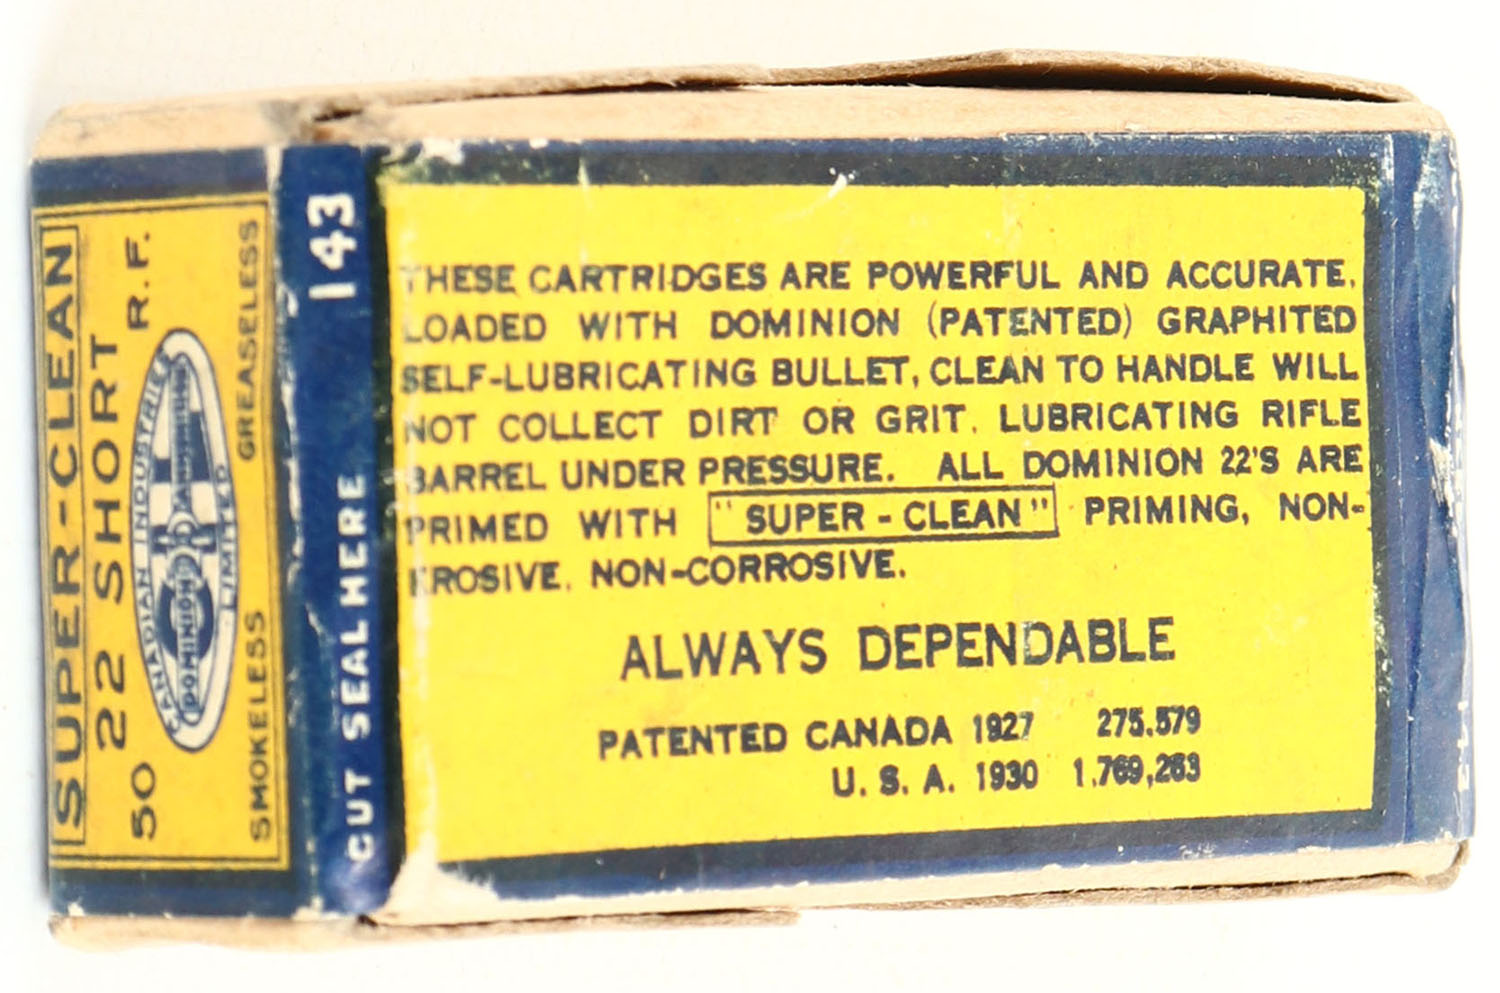 SUPER-CLEAN
22 SHORT
50 R.F.
CANADIAN INDUSTRIES
DOMINION CIL AMMUNITION
LIMITED
SMOKELESS GREASELESS
CUT SEAL HERE 143
THESE CARTRIDGES ARE POWERFUL AND ACCURATE,
LOADED WITH DOMINION (PATENTED) GRAPHITED
SELF-LUBRICATING BULLET, CLEAN TO HANDLE WILL
NOT COLLECT DIRT OR GRIT. LUBRICATING RIFLE
BARREL UNDER PRESSURE. ALL DOMINION 22'S ARE
PRIMED WITH "SUPER-CLEAN" PRIMING, NON-
EROSIVE, NON-CORROSIVE.
ALWAYS DEPENDABLE
PATENTED CANADA 1927 275.579
U. S. A. 1930 1,769,263
143